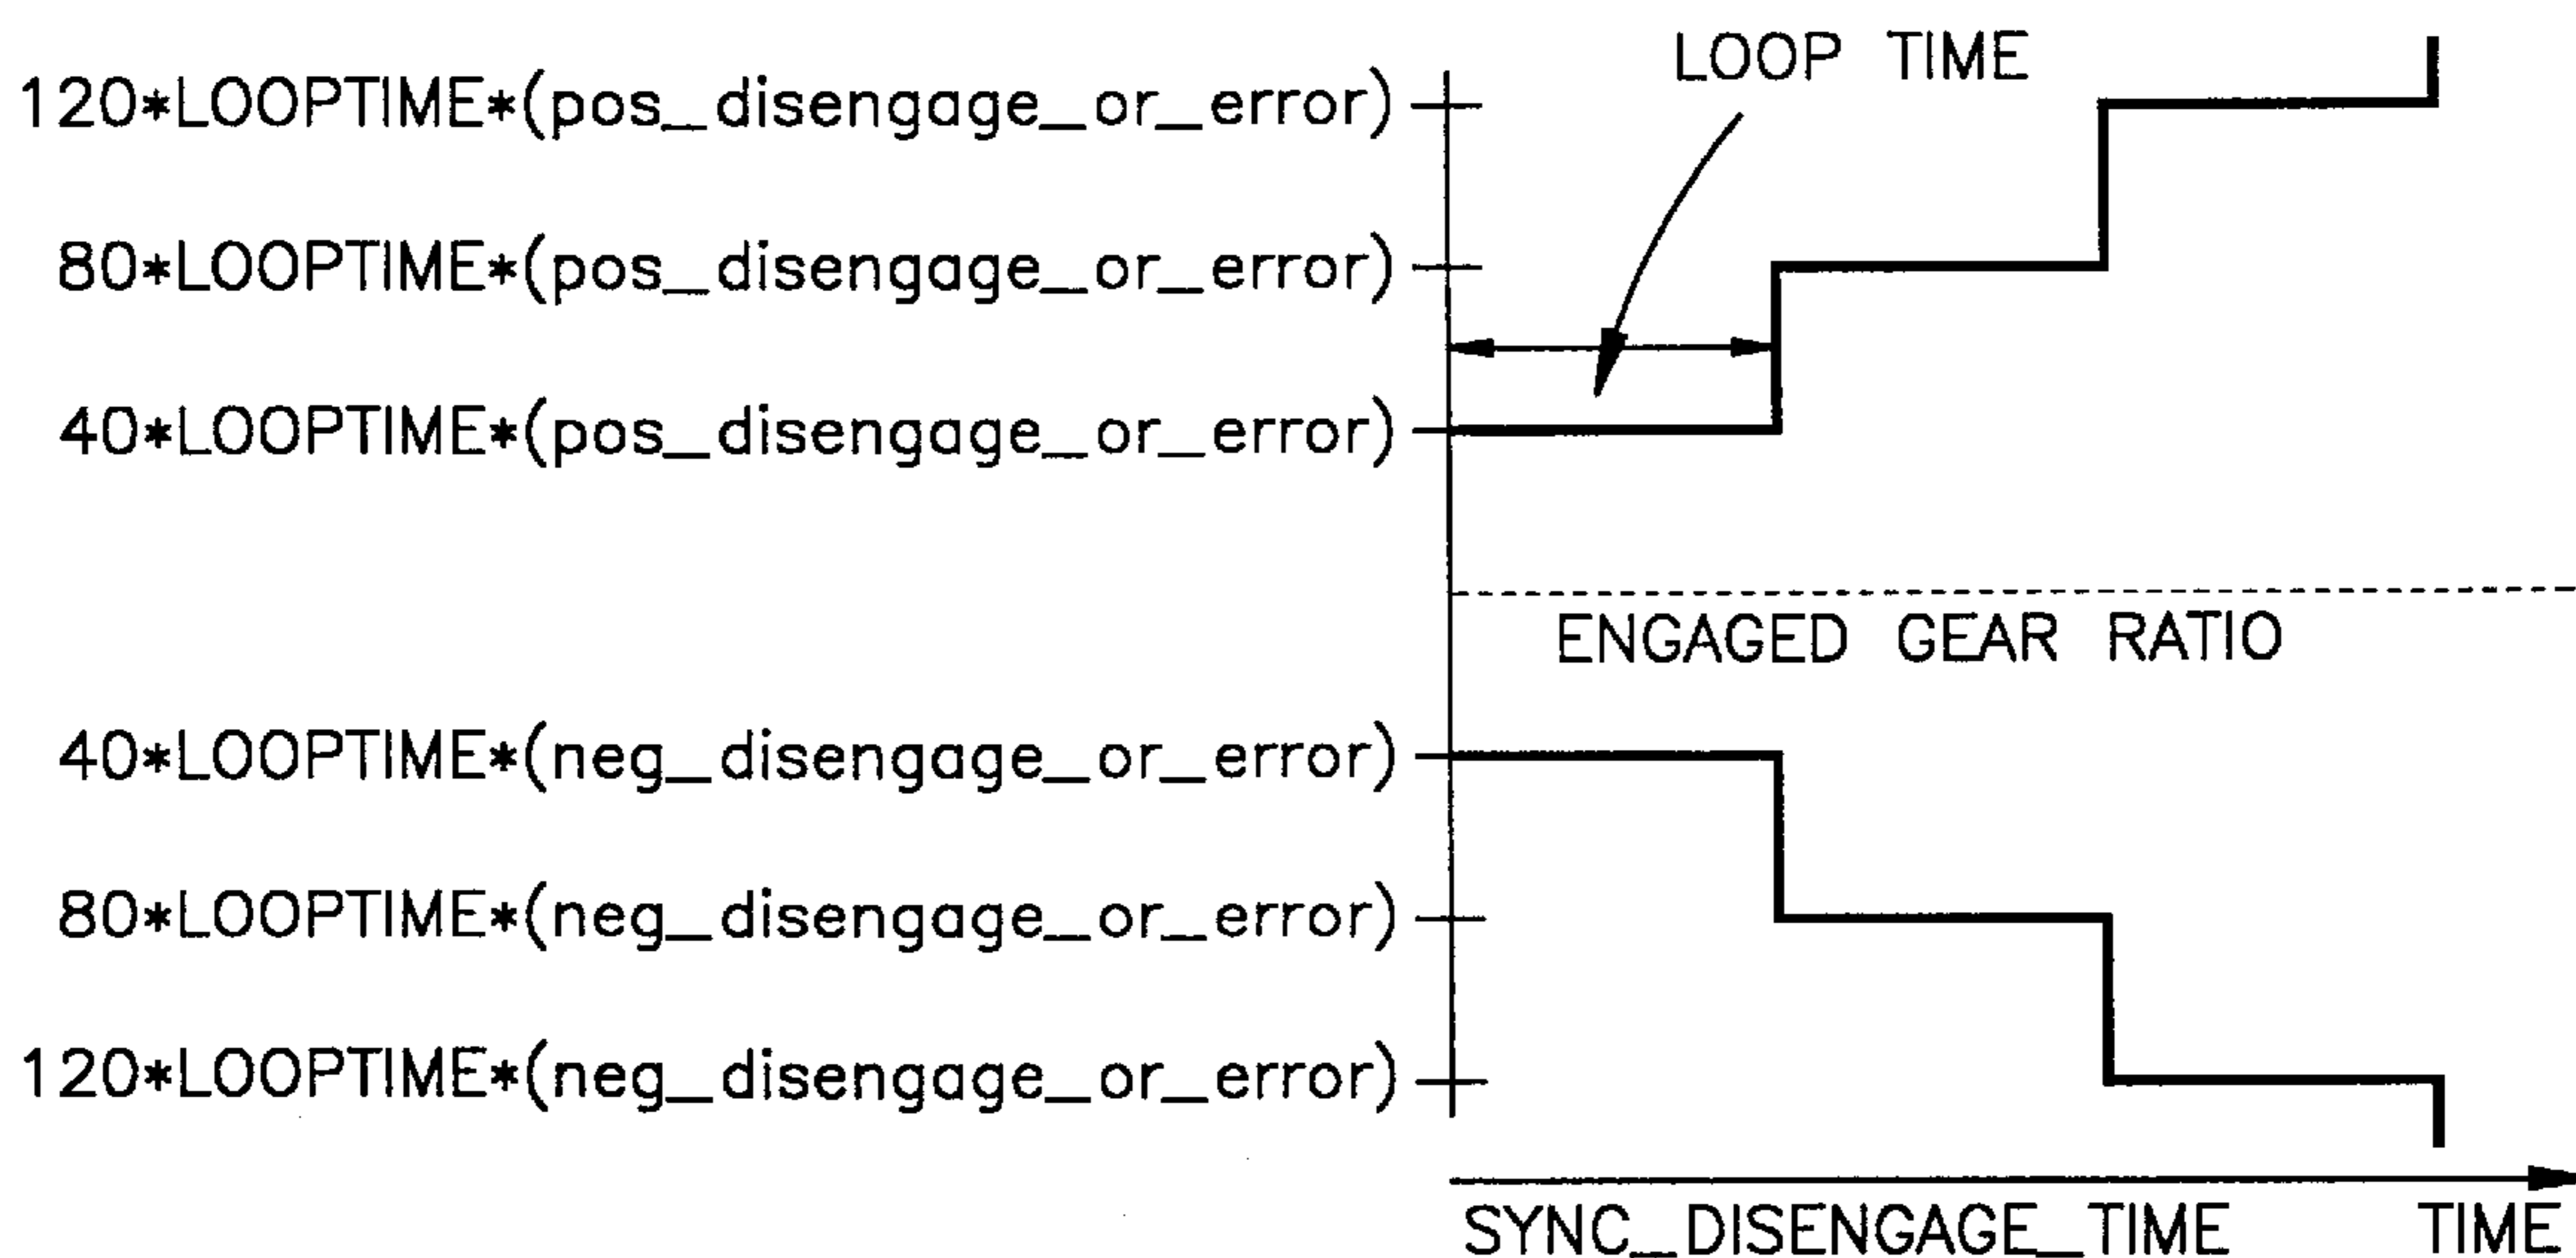 LOOP TIME
120*LOOPTIME*(pos_disengage_or_error)
80*LOOPTIME*(pos_disengage_or_error)
40*LOOPTIME*(pos_disengage_or_error)
ENGAGED GEAR RATIO
40*LOOPTIME*(neg_disengage_or_error)
80*LOOPTIME*(neg_disengage_or_error)
120*LOOPTIME*(neg_disengage_or_error)
SYNC_DISENGAGE_TIME TIME